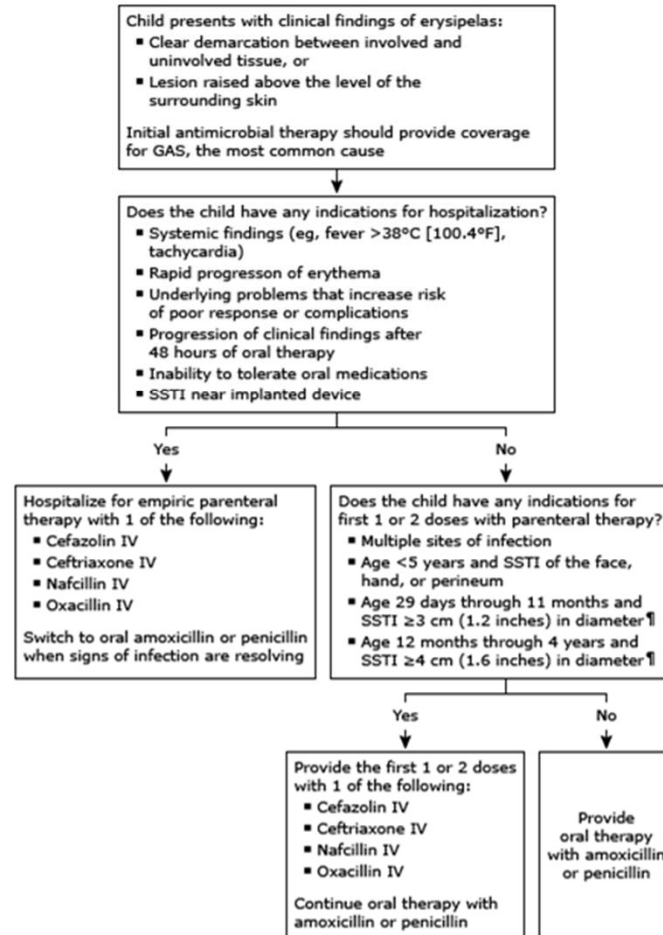 Child presents with clinical findings of erysipelas:
▪ Clear demarcation between involved and
uninvolved tissue, or
▪ Lesion raised above the level of the
surrounding skin
Initial antimicrobial therapy should provide coverage
for GAS, the most common cause
Does the child have any indications for hospitalization?
▪ Systemic findings (eg, fever >38°C [100.4°F],
tachycardia)
▪ Rapid progresson of erythema
▪ Underlying problems that increase risk
of poor response or complications
▪ Progression of clinical findings after
48 hours of oral therapy
▪ Inability to tolerate oral medications
▪ SSTI near implanted device
Yes
No
Hospitalize for empiric parenteral
therapy with 1 of the following:
▪ Cefazolin IV
▪ Ceftriaxone IV
▪ Nafcillin IV
▪ Oxacillin IV
Switch to oral amoxicillin or penicillin
when signs of infection are resolving
Does the child have any indications for
first 1 or 2 doses with parenteral therapy?
▪ Multiple sites of infection
▪ Age <5 years and SSTI of the face,
hand, or perineum
▪ Age 29 days through 11 months and
SSTI ≥3 cm (1.2 inches) in diameter¶
▪ Age 12 months through 4 years and
SSTI ≥4 cm (1.6 inches) in diameter¶
Yes
No
Provide the first 1 or 2 doses
with 1 of the following:
▪ Cefazolin IV
▪ Ceftriaxone IV
▪ Nafcillin IV
▪ Oxacillin IV
Continue oral therapy with
amoxicillin or penicillin
Provide
oral therapy
with amoxicillin
or penicillin